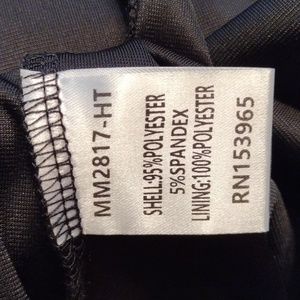 MM2817-HT
SHELL:95%POLYESTER
5%SPANDEX
LINING:100%POLYESTER
RN153965